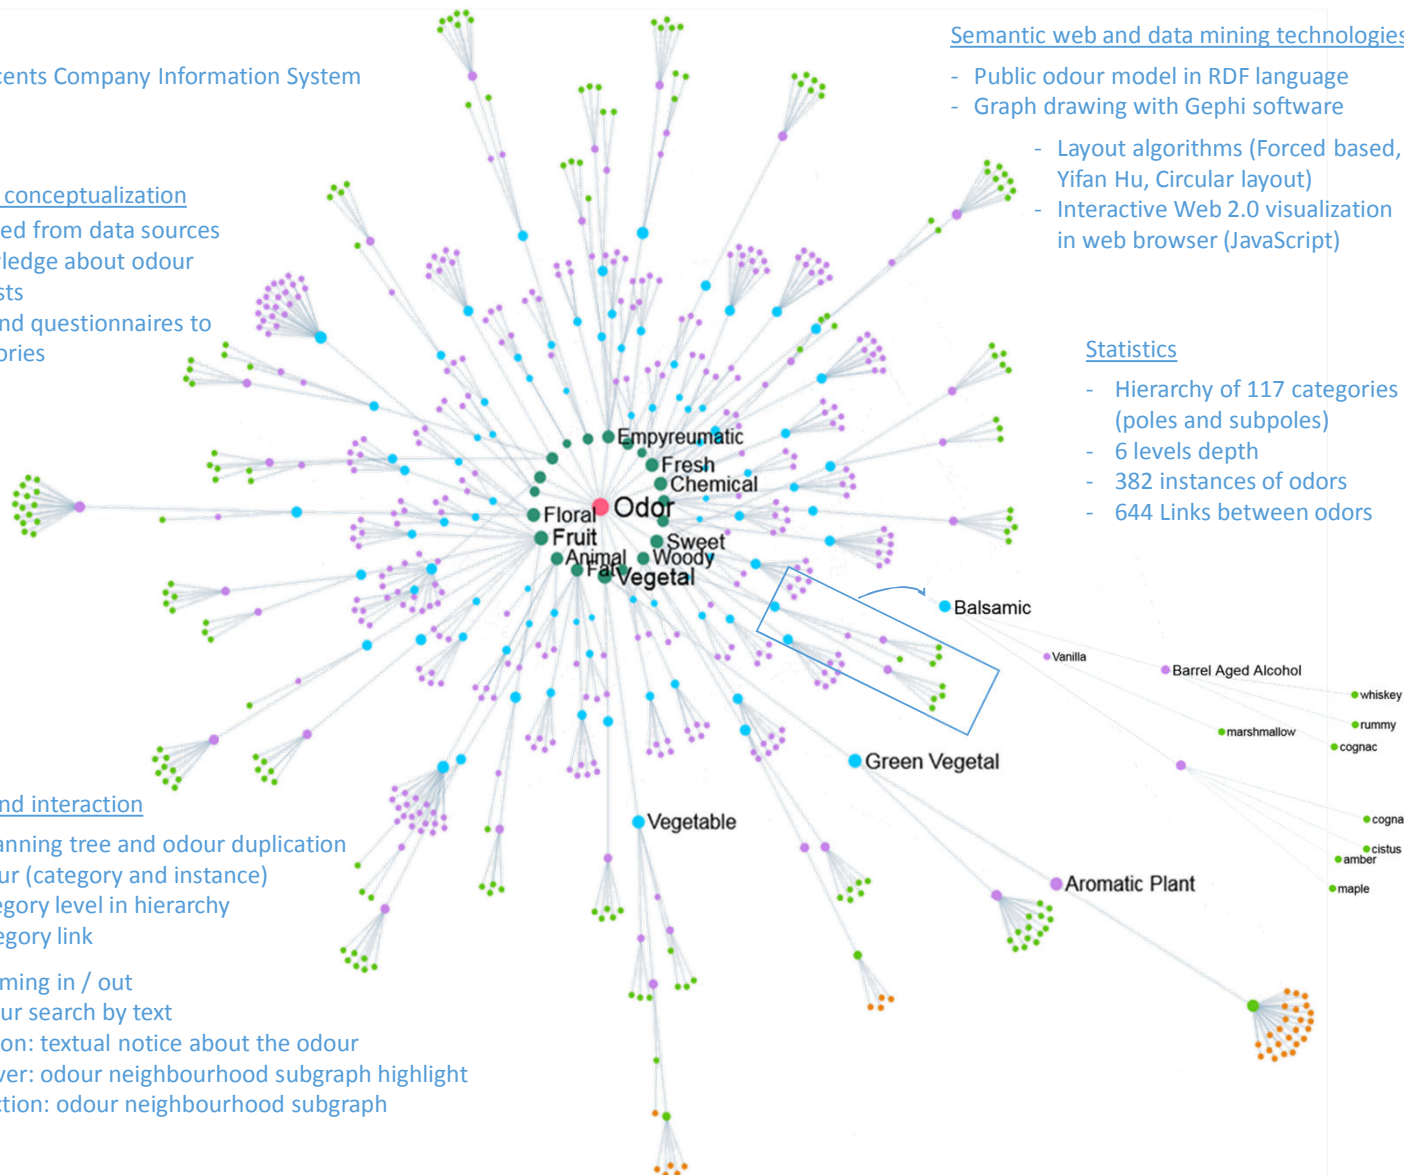 cents Company Information System
conceptualization
ed from data sources
ledge about odour
sts
nd questionnaires to
ories
Semantic web and data mining technologies
- Public odour model in RDF language
- Graph drawing with Gephi software
- Layout algorithms (Forced based,
Yifan Hu, Circular layout)
- Interactive Web 2.0 visualization
in web browser (JavaScript)
Statistics
- Hierarchy of 117 categories
(poles and subpoles)
- 6 levels depth
- 382 instances of odors
- 644 Links between odors
Empyreumatic
Fresh
Chemical
Odor
Floral
Fruit
Sweet
Animal
Woody
Fat
Vegetal
Balsamic
Vanilla
Barrel Aged Alcohol
whiskey
rummy
marshmallow
cognac
Green Vegetal
Vegetable
cogna
cistus
amber
maple
Aromatic Plant
nd interaction
anning tree and odour duplication
ur (category and instance)
egory level in hierarchy
egory link
ming in / out
ur search by text
on: textual notice about the odour
ver: odour neighbourhood subgraph highlight
ction: odour neighbourhood subgraph